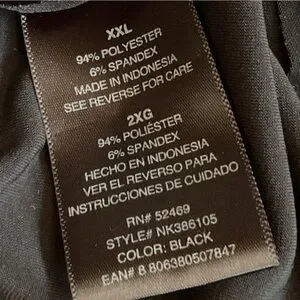 XXL
94% POLYESTER
6% SPANDEX
MADE IN INDONESIA
SEE REVERSE FOR CARE
2XG
94% POLIÉSTER
6% SPANDEX
HECHO EN INDONESIA
VER EL REVERSO PARA
INSTRUCCIONES DE CUIDADO
RN# 52469
STYLE# NK386105
COLOR: BLACK
EAN# 8 806380507847